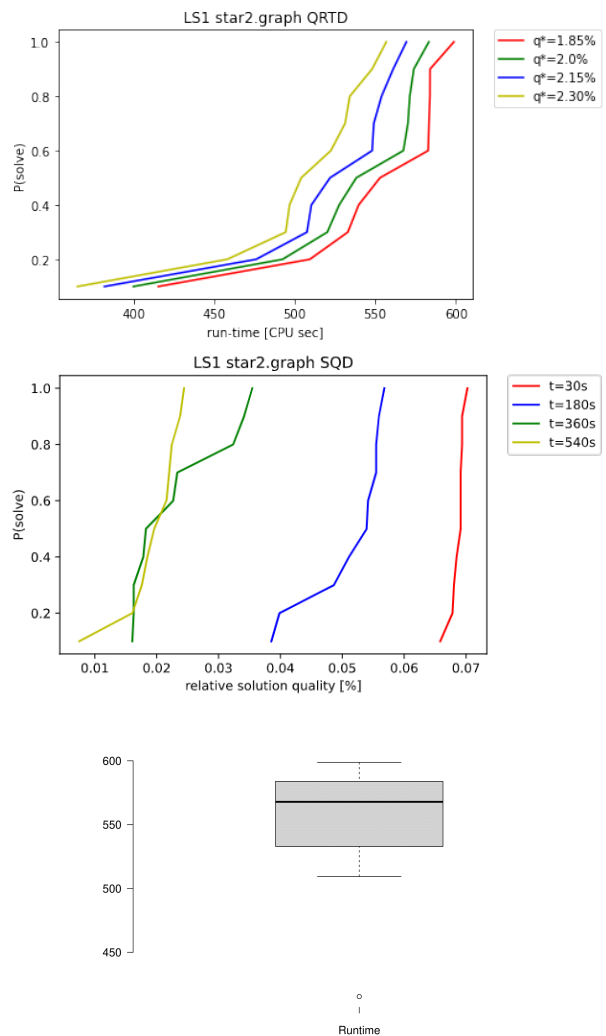 LS1 star2.graph QRTD
1.0
0.8
0.6
0.4
0.2
P(solve)
400 450 500 550 600
run-time [CPU sec]
q*=1.85%
q*=2.0%
q*=2.15%
q*=2.30%
LS1 star2.graph SQD
1.0
0.8
0.6
0.4
0.2
P(solve)
0.01 0.02 0.03 0.04 0.05 0.06 0.07
relative solution quality [%]
t=30s
t=180s
t=360s
t=540s
600
550
500
450
Runtime